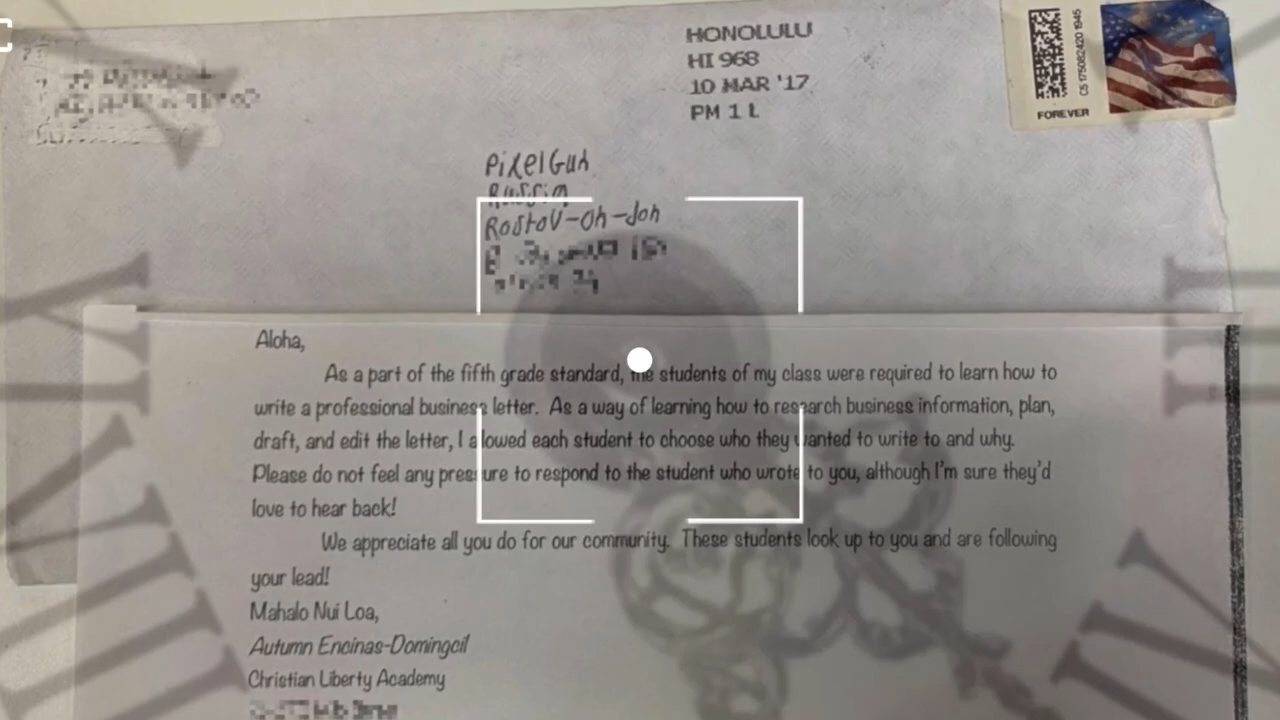 HONOLULU
HI 968
10 MAR '17
PM 1 L
CS 175082420 1945
FOREVER
PixelGun
Russia
Rostov-on-don
Aloha,
As a part of the fifth grade standard, the students of my class were required to learn how to
write a professional business letter. As a way of learning how to research business information, plan,
draft, and edit the letter, I allowed each student to choose who they wanted to write to and why.
Please do not feel any pressure to respond to the student who wrote to you, although I'm sure they'd
love to hear back!
We appreciate all you do for our community. These students look up to you and are following
your lead!
Mahalo Nui Loa,
Autumn Encinas-Domingcil
Christian Liberty Academy